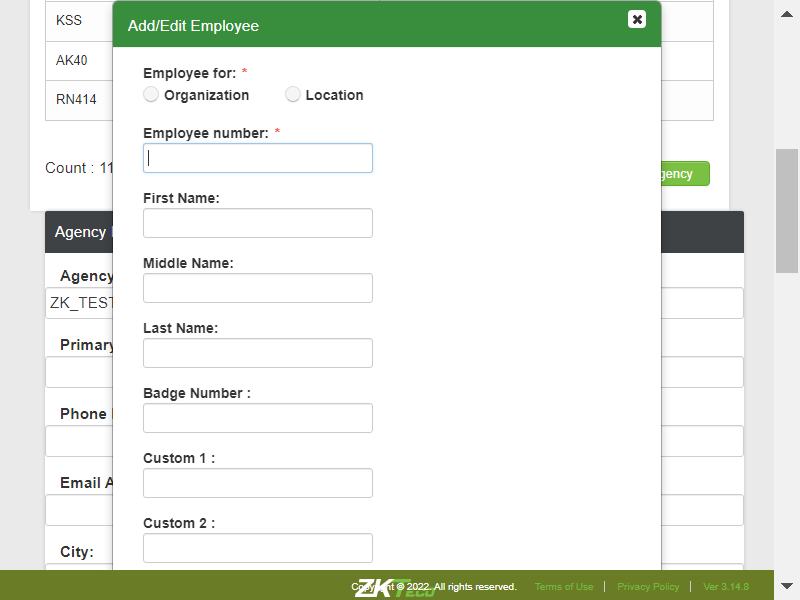 KSS
Add/Edit Employee
AK40
RN414
Employee for: *
Organization Location
Employee number: *
Count : 11
gency
First Name:
Agency
Middle Name:
Agency
ZK_TEST
Last Name:
Primary
Badge Number :
Phone
Custom 1 :
Email A
Custom 2 :
City:
ZKTeco
Copyright © 2022. All rights reserved. Terms of Use Privacy Policy Ver 3.14.8